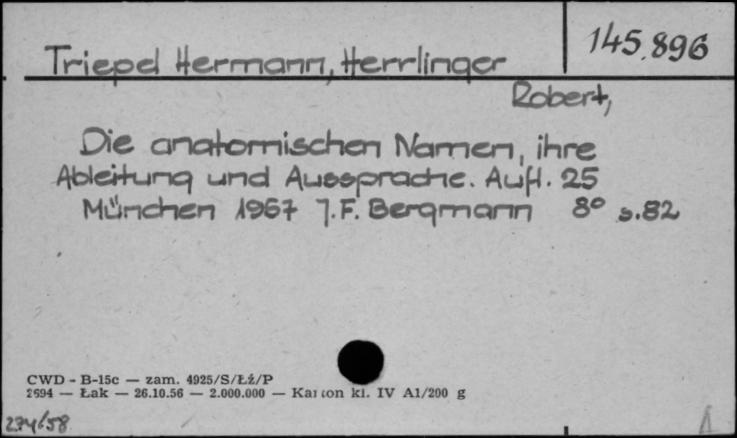 145.896
Triepel Hermann, Herrlinger
Robert,
Die anatomischen Namen, ihre
Ableitung und Aussprache. Aufl. 25
München 1967 J.F. Bergmann 8° s.82
CWD - B-15c — zam. 4925/S/Łż/P
2694 — Łak — 26.10.56 — 2.000.000 — Karton kl. IV A1/200 g
274/58